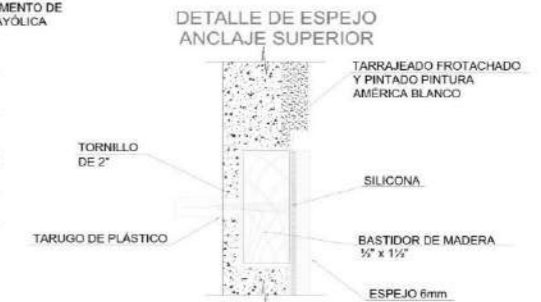 MENTO DE
AYÓLICA
DETALLE DE ESPEJO
ANCLAJE SUPERIOR
TARRAJEADO FROTACHADO
Y PINTADO PINTURA
AMÉRICA BLANCO
TORNILLO
DE 2"
SILICONA
TARUGO DE PLÁSTICO
BASTIDOR DE MADERA
½" x 1½"
ESPEJO 6mm